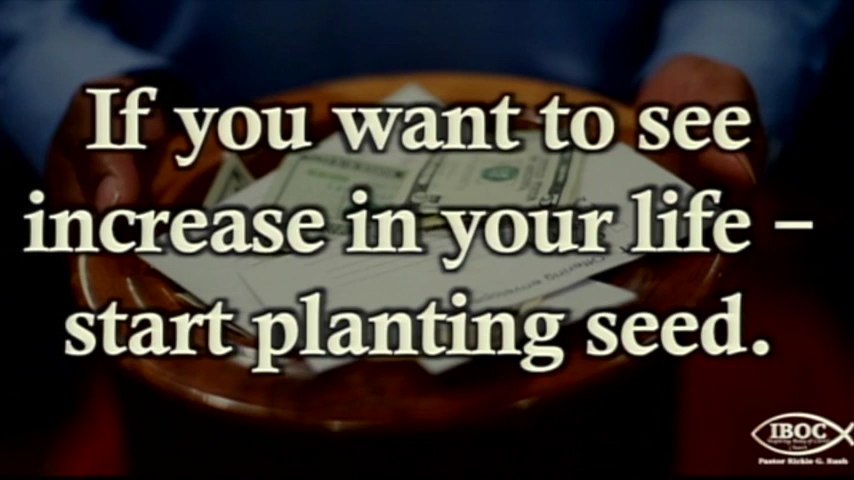 If you want to see
increase in your life –
start planting seed.
IBOC
Pastor Rickie G. Rush